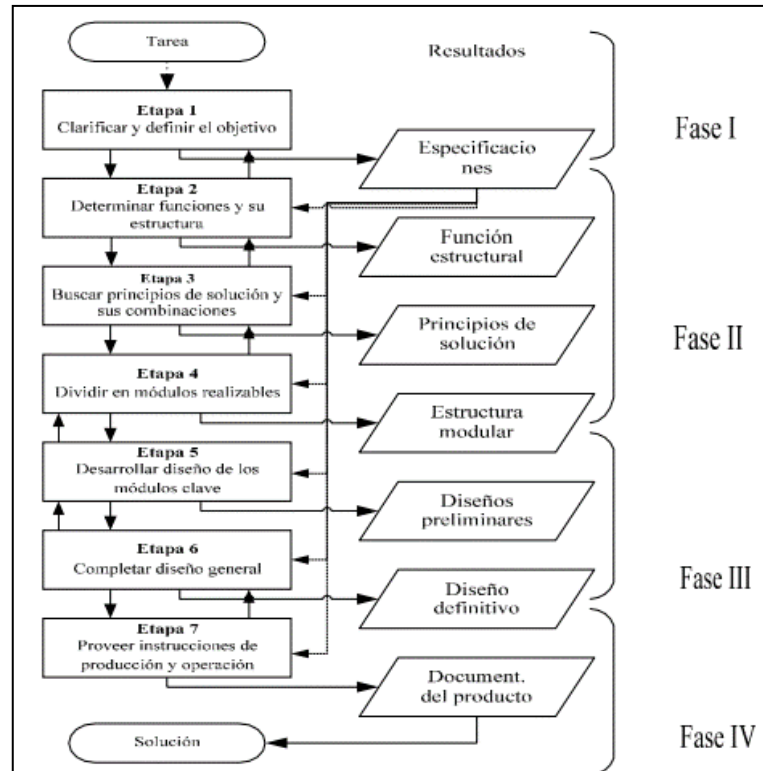 Tarea
Resultados
Etapa 1
Clarificar y definir el objetivo
Fase I
Especificacio
nes
Etapa 2
Determinar funciones y su
estructura
Función
estructural
Etapa 3
Buscar principios de solución y
sus combinaciones
Principios de
solución
Fase II
Etapa 4
Dividir en módulos realizables
Estructura
modular
Etapa 5
Desarrollar diseño de los
módulos clave
Diseños
preliminares
Etapa 6
Completar diseño general
Diseño
definitivo
Fase III
Etapa 7
Proveer instrucciones de
producción y operación
Document.
del producto
Solución
Fase IV